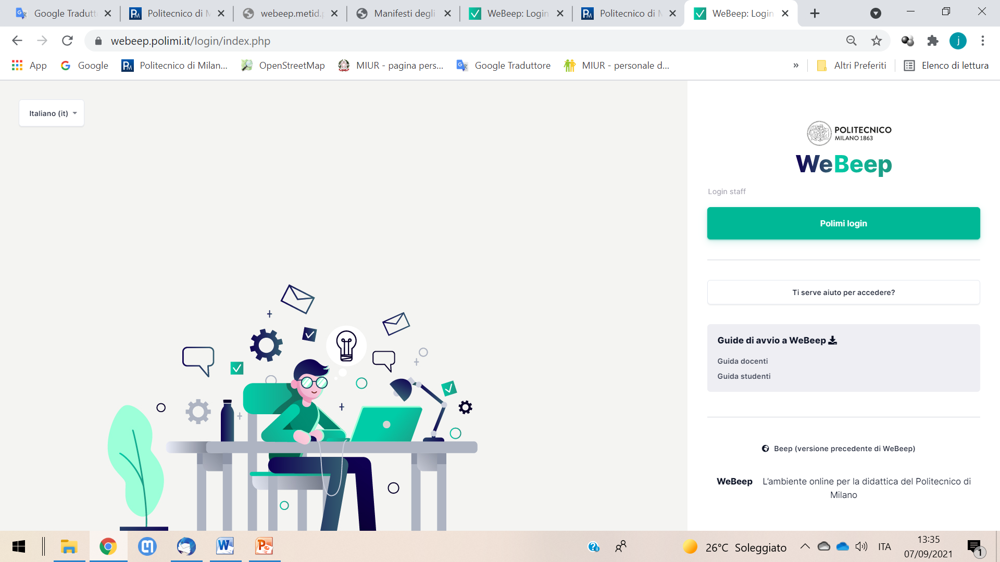 Google Tradutt
Politecnico di M
webeep.metid.p
Manifesti degli
WeBeep: Login
Politecnico di M
WeBeep: Login
webeep.polimi.it/login/index.php
j
App
Google
Politecnico di Milan...
OpenStreetMap
MIUR - pagina pers...
Google Traduttore
MIUR - personale d...
»
Altri Preferiti
Elenco di lettura
Italiano (it)
POLITECNICO
MILANO 1863
WeBeep
Login staff
Polimi login
Ti serve aiuto per accedere?
Guide di avvio a WeBeep
Guida docenti
Guida studenti
Beep (versione precedente di WeBeep)
WeBeep L'ambiente online per la didattica del Politecnico di
Milano
26°C Soleggiato
ITA
13:35
07/09/2021
1